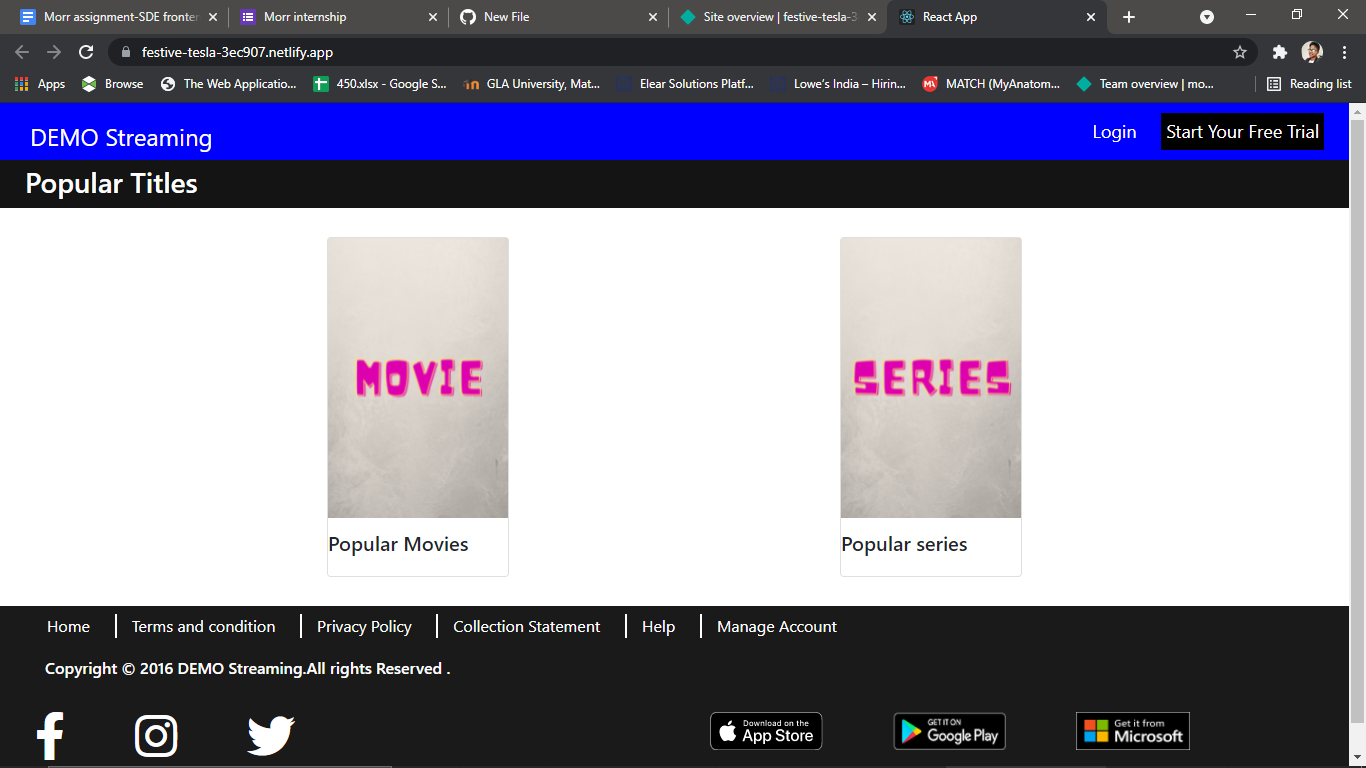 Morr assignment-SDE fronter
Morr internship
New File
Site overview | festive-tesla-3
React App
festive-tesla-3ec907.netlify.app
Apps
Browse
The Web Applicatio...
450.xlsx - Google S...
GLA University, Mat...
Elear Solutions Platf...
Lowe's India – Hirin...
MATCH (MyAnatom...
Team overview | mo...
Reading list
DEMO Streaming
Login
Start Your Free Trial
Popular Titles
MOVIE
SERIES
Popular Movies
Popular series
Home
Terms and condition
Privacy Policy
Collection Statement
Help
Manage Account
Copyright © 2016 DEMO Streaming.All rights Reserved .
Download on the
App Store
GET IT ON
Google Play
Get it from
Microsoft